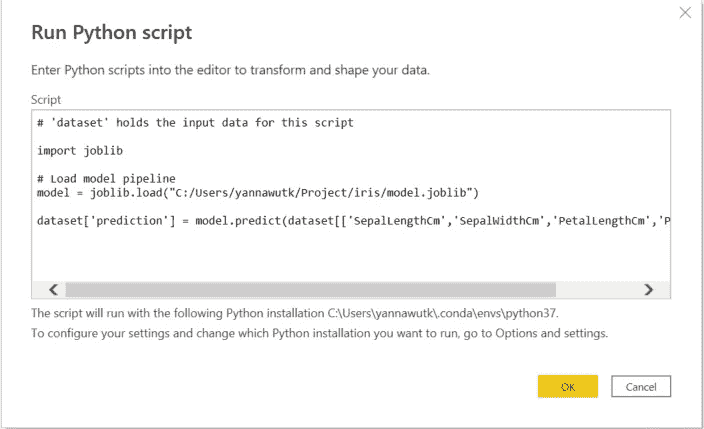 Run Python script
Enter Python scripts into the editor to transform and shape your data.
Script
# 'dataset' holds the input data for this script
import joblib
# Load model pipeline
model = joblib.load("C:/Users/yannawutk/Project/iris/model.joblib")
dataset['prediction'] = model.predict(dataset[['SepalLengthCm','SepalWidthCm','PetalLengthCm','P
The script will run with the following Python installation C:\Users\yannawutk\.conda\envs\python37.
To configure your settings and change which Python installation you want to run, go to Options and settings.
OK
Cancel